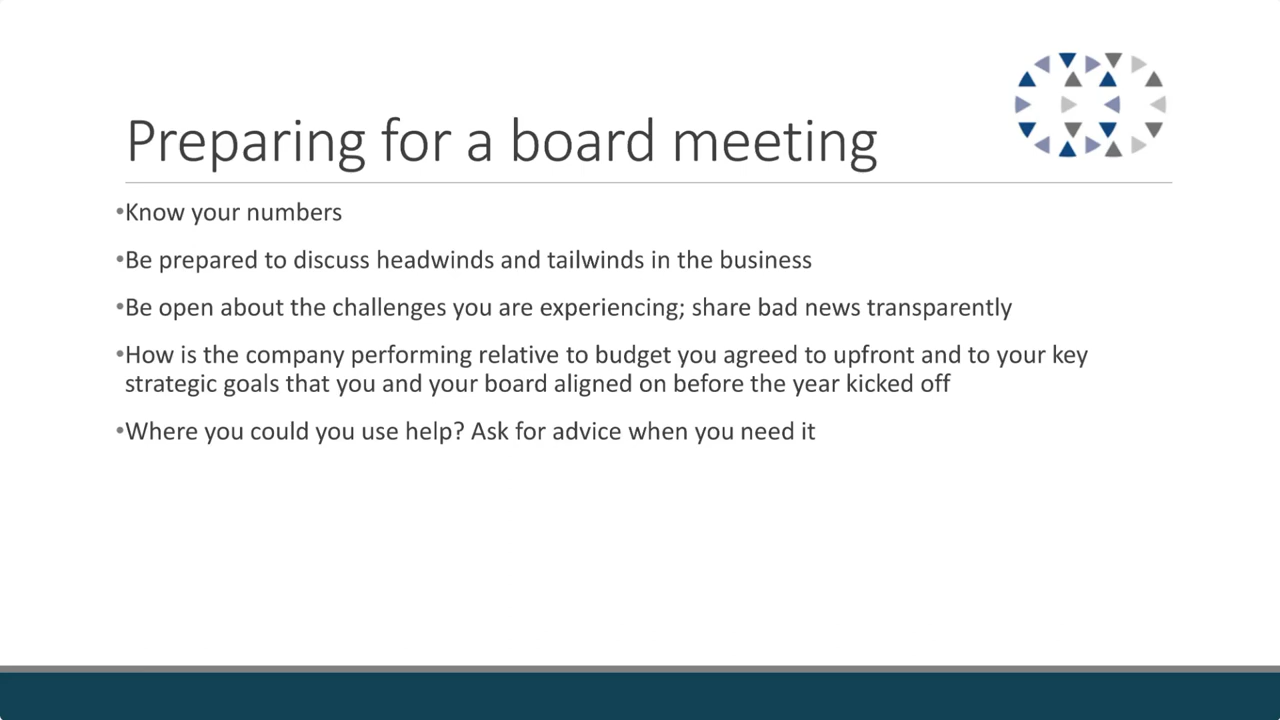 Preparing for a board meeting
•Know your numbers
•Be prepared to discuss headwinds and tailwinds in the business
•Be open about the challenges you are experiencing; share bad news transparently
•How is the company performing relative to budget you agreed to upfront and to your key
strategic goals that you and your board aligned on before the year kicked off
•Where you could you use help? Ask for advice when you need it